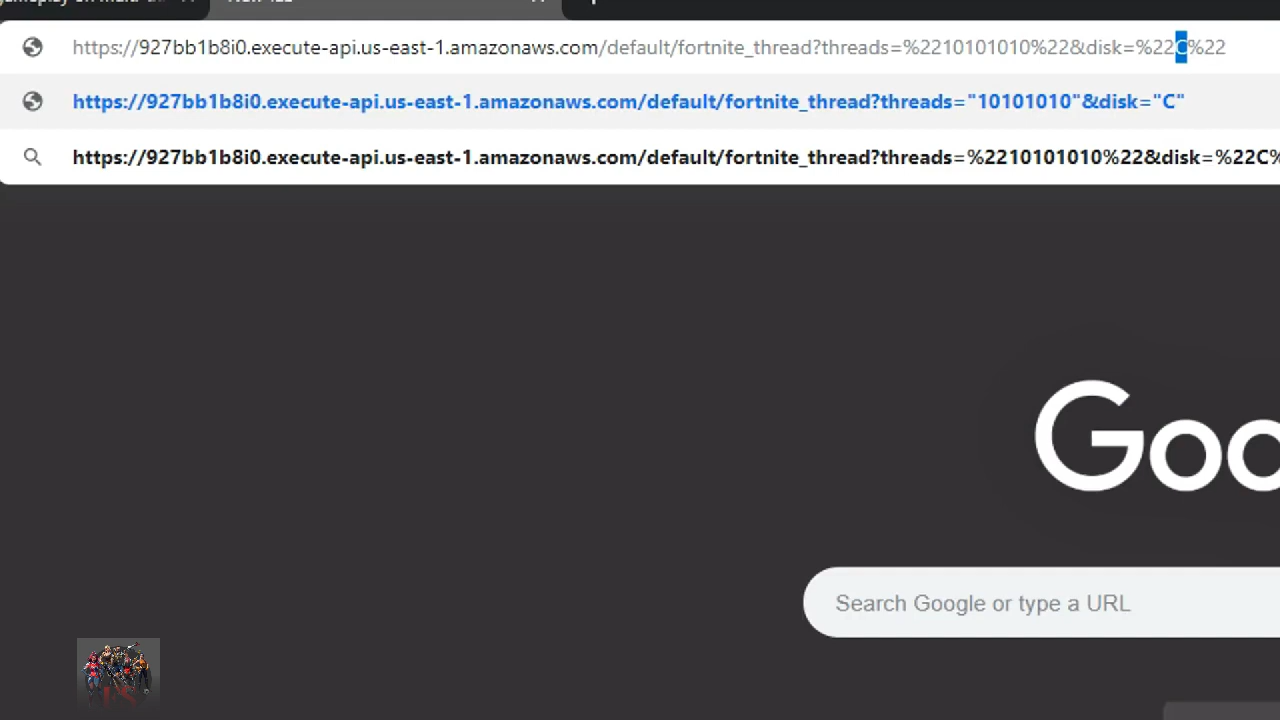 https://927bb1b8i0.execute-api.us-east-1.amazonaws.com/default/fortnite_thread?threads=%2210101010%22&disk=%22C%22
https://927bb1b8i0.execute-api.us-east-1.amazonaws.com/default/fortnite_thread?threads="10101010"&disk="C"
https://927bb1b8i0.execute-api.us-east-1.amazonaws.com/default/fortnite_thread?threads=%2210101010%22&disk=%22C%
Goo
Search Google or type a URL